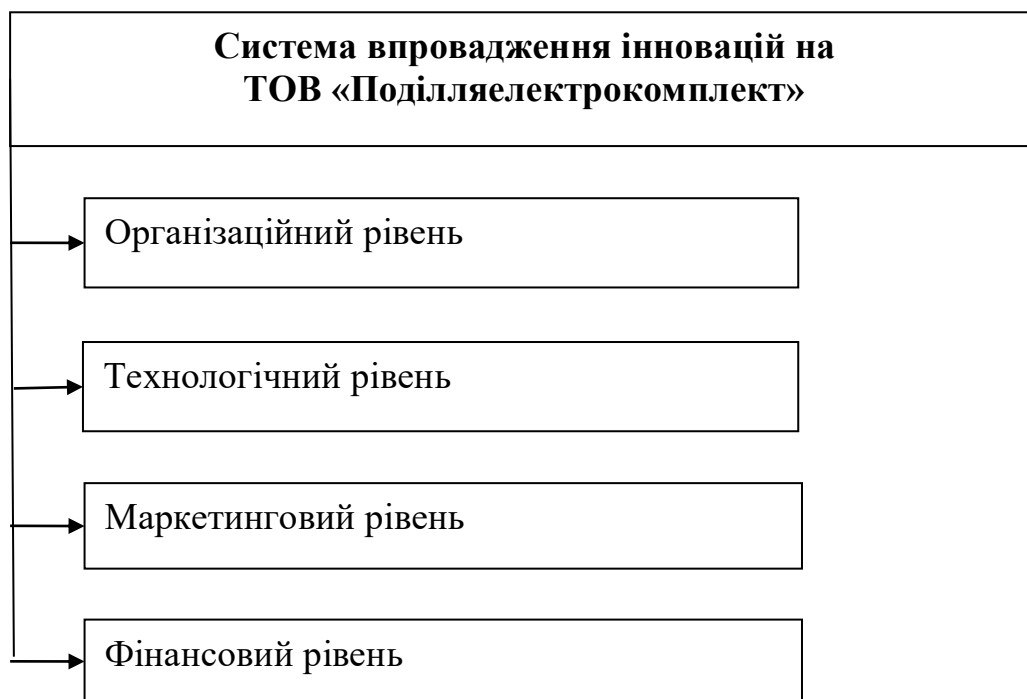 Система впровадження інновацій на
ТОВ «Поділляелектрокомплект»
Організаційний рівень
Технологічний рівень
Маркетинговий рівень
Фінансовий рівень